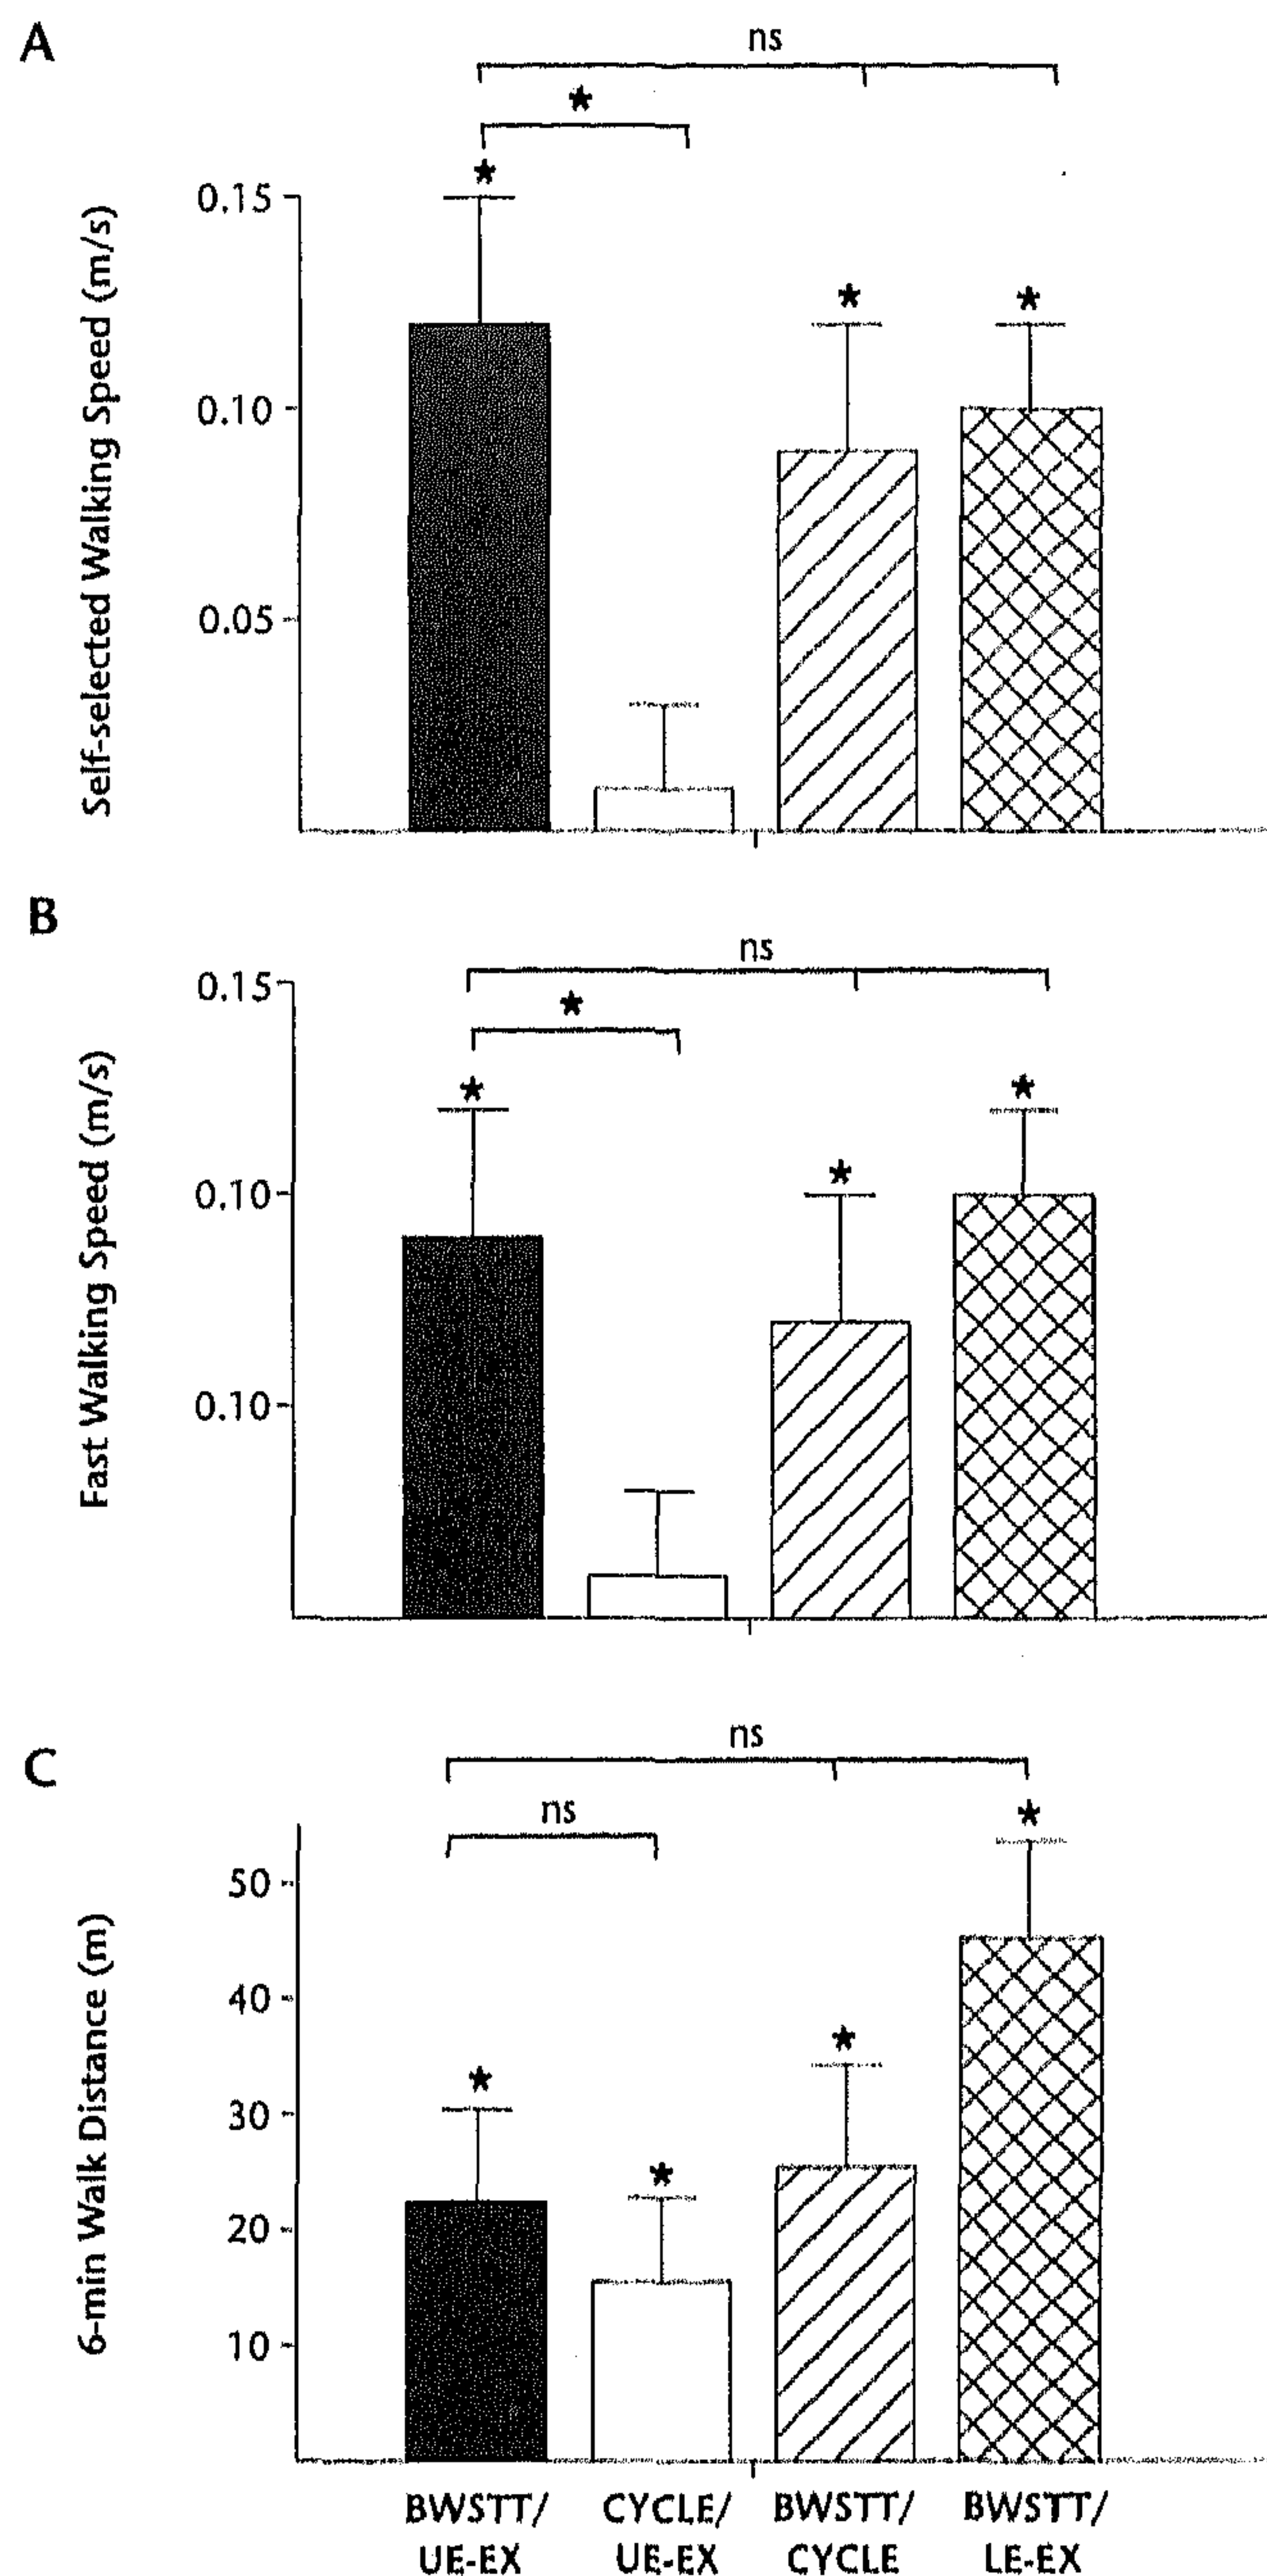 A
ns
*
*
0.15
*
*
0.10
0.05
Self-selected Walking Speed (m/s)
B
ns
0.15
*
*
*
*
0.10
0.10
Fast Walking Speed (m/s)
C
ns
ns
*
50
40
*
*
30
*
20
10
6-min Walk Distance (m)
BWSTT/ CYCLE/ BWSTT/ BWSTT/
UE-EX UE-EX CYCLE LE-EX